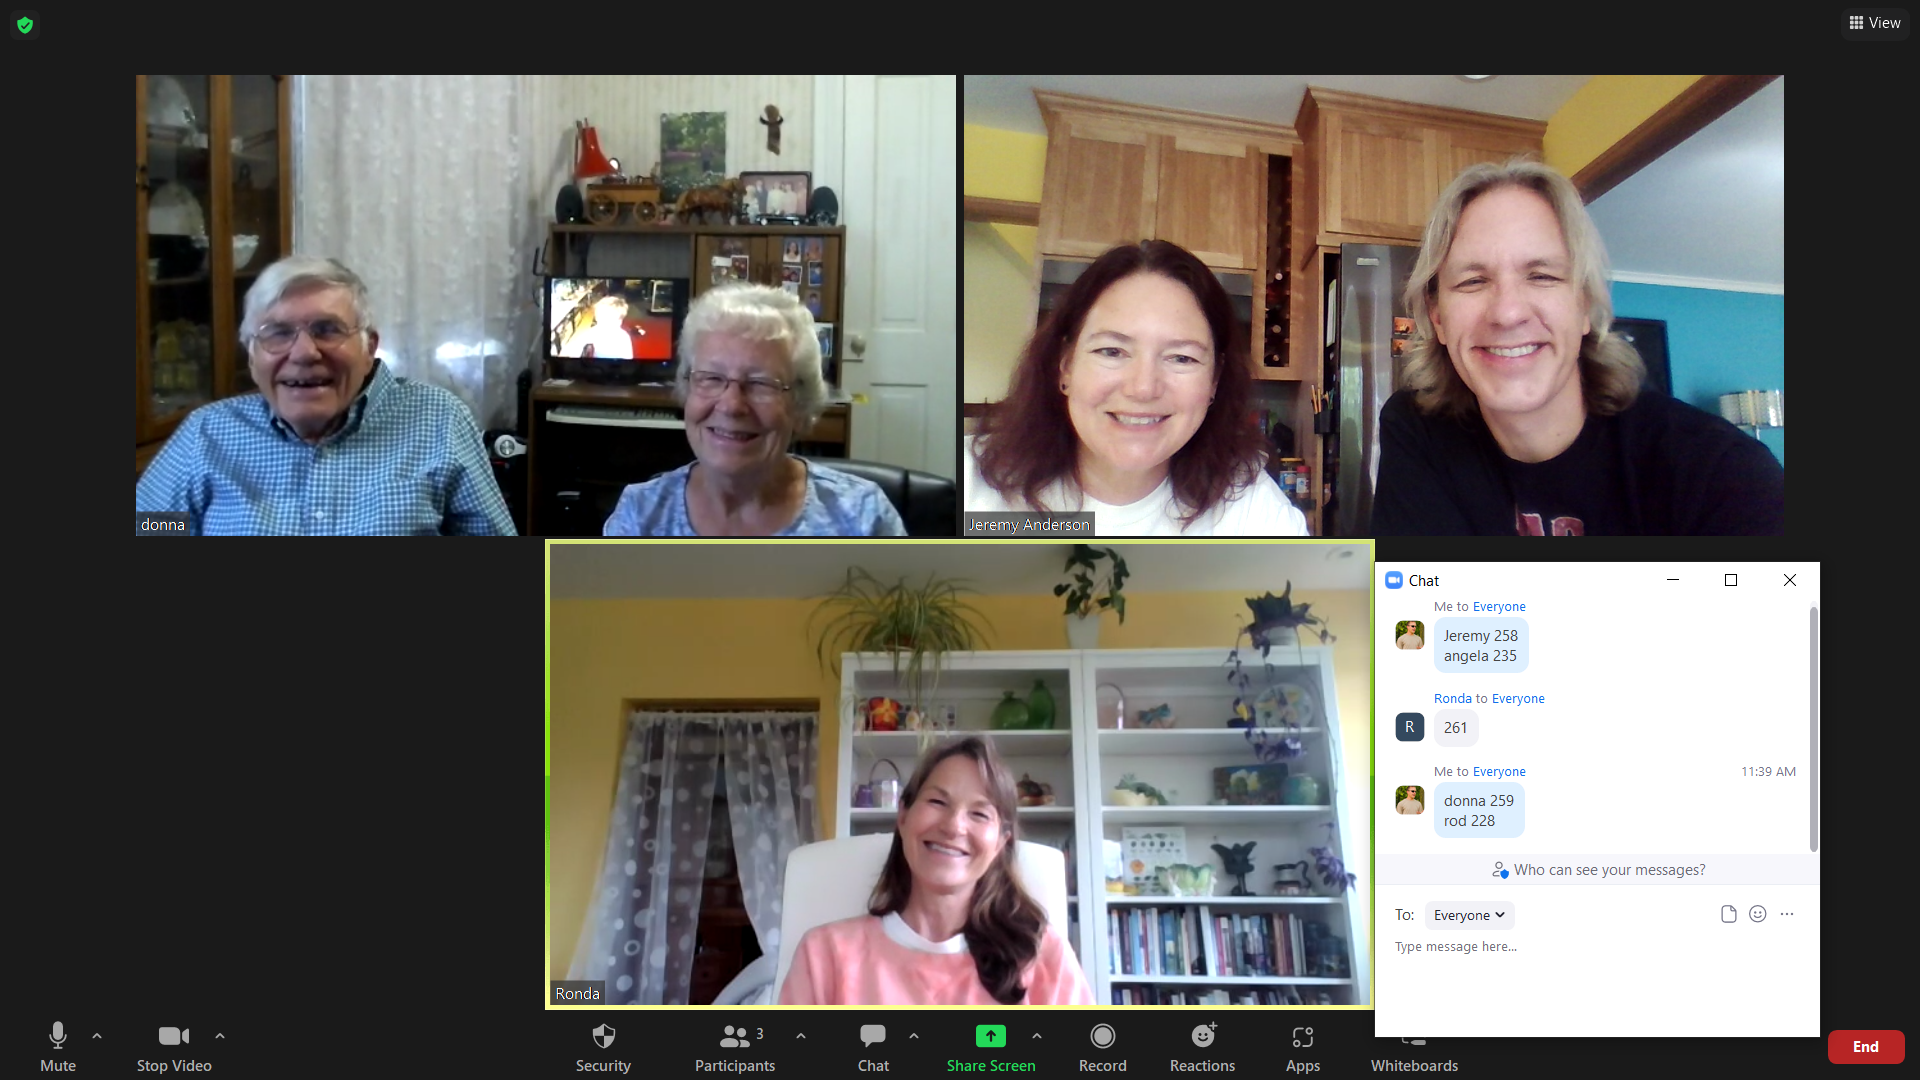 View
donna
Jeremy Anderson
Ronda
Chat
Me to Everyone
Jeremy 258
angela 235
Ronda to Everyone
R
261
Me to Everyone
11:39 AM
donna 259
rod 228
Who can see your messages?
To: Everyone
Type message here...
Mute
Stop Video
Security
3
Participants
Chat
Share Screen
Record
Reactions
Apps
Whiteboards
End